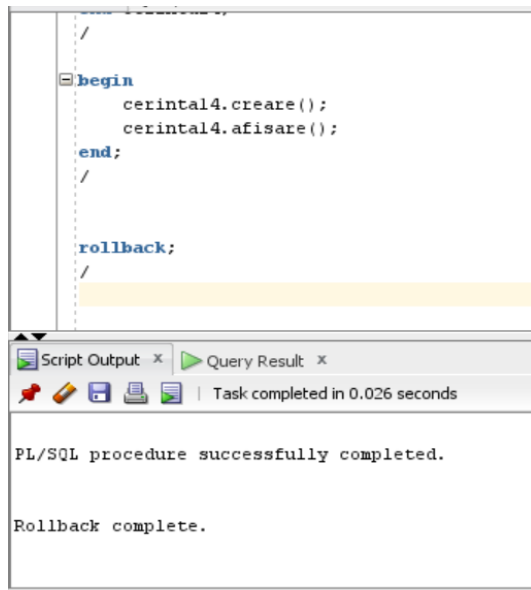 /
begin
cerinta14.creare();
cerinta14.afisare();
end;
/
rollback;
/
Script Output x
Query Result x
Task completed in 0.026 seconds
PL/SQL procedure successfully completed.
Rollback complete.